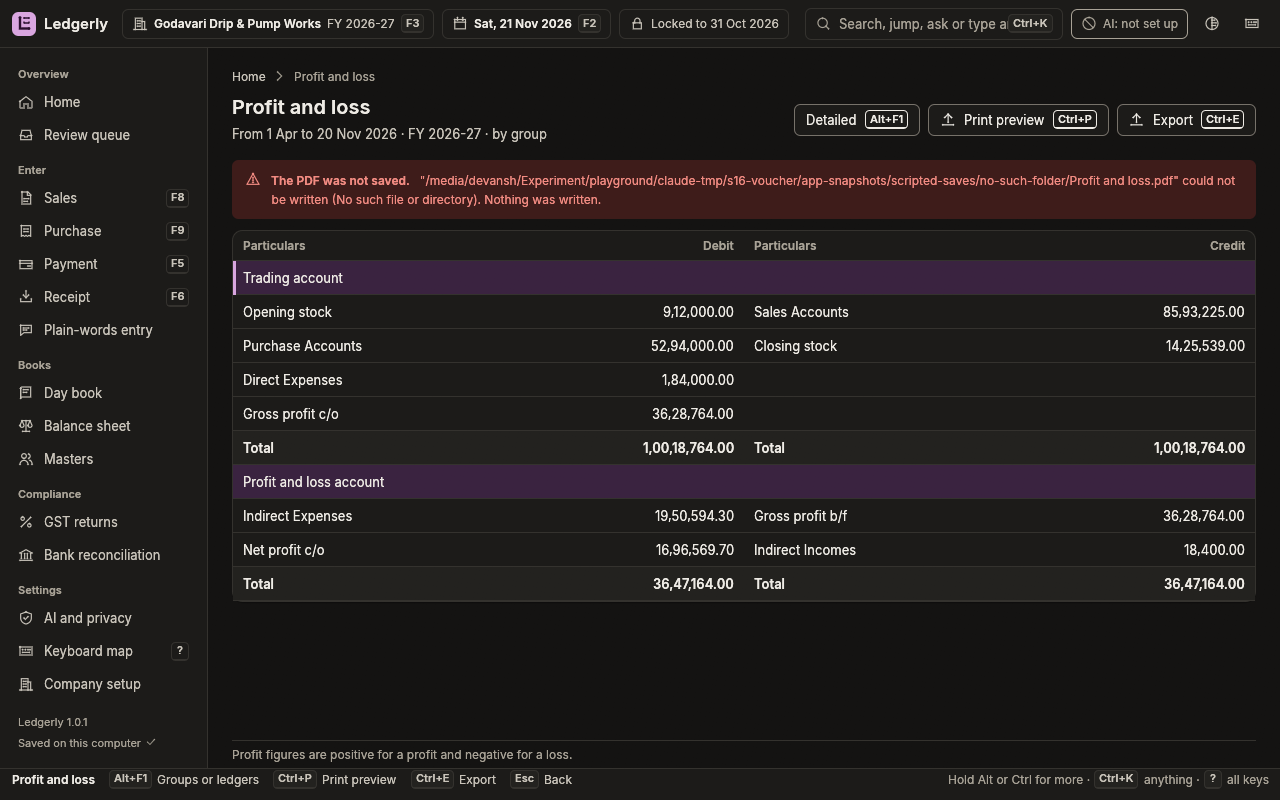 Ledgerly
Godavari Drip & Pump Works FY 2026-27 F3
Sat, 21 Nov 2026 F2
Locked to 31 Oct 2026
Search, jump, ask or type a Ctrl+K
AI: not set up
Overview
Home
Review queue
Enter
Sales F8
Purchase F9
Payment F5
Receipt F6
Plain-words entry
Books
Day book
Balance sheet
Masters
Compliance
GST returns
Bank reconciliation
Settings
AI and privacy
Keyboard map ?
Company setup
Ledgerly 1.0.1
Saved on this computer
Home Profit and loss
Profit and loss
From 1 Apr to 20 Nov 2026 · FY 2026-27 · by group
Detailed Alt+F1
Print preview Ctrl+P
Export Ctrl+E
The PDF was not saved. "/media/devansh/Experiment/playground/claude-tmp/s16-voucher/app-snapshots/scripted-saves/no-such-folder/Profit and loss.pdf" could not
be written (No such file or directory). Nothing was written.
Particulars Debit Particulars Credit
Trading account
Opening stock 9,12,000.00 Sales Accounts 85,93,225.00
Purchase Accounts 52,94,000.00 Closing stock 14,25,539.00
Direct Expenses 1,84,000.00
Gross profit c/o 36,28,764.00
Total 1,00,18,764.00 Total 1,00,18,764.00
Profit and loss account
Indirect Expenses 19,50,594.30 Gross profit b/f 36,28,764.00
Net profit c/o 16,96,569.70 Indirect Incomes 18,400.00
Total 36,47,164.00 Total 36,47,164.00
Profit figures are positive for a profit and negative for a loss.
Profit and loss Alt+F1 Groups or ledgers Ctrl+P Print preview Ctrl+E Export Esc Back
Hold Alt or Ctrl for more · Ctrl+K anything · ? all keys